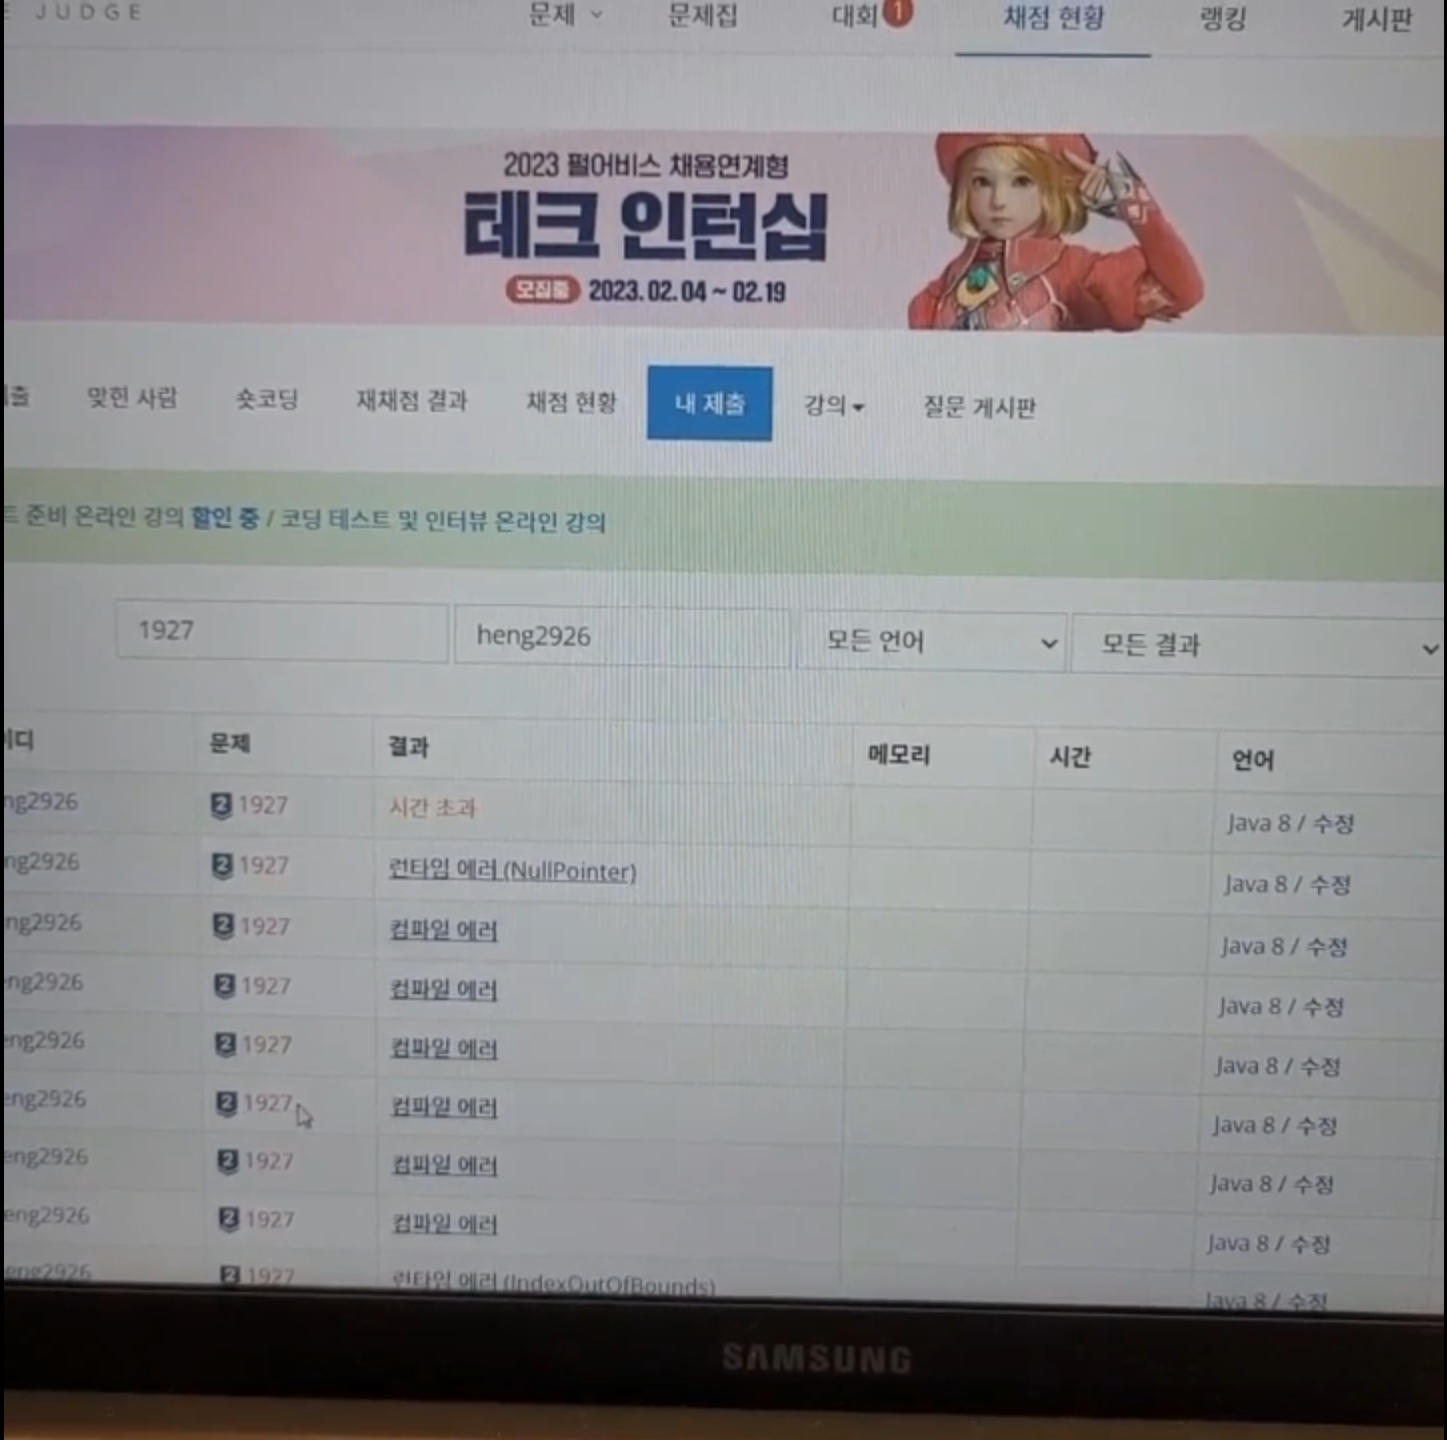 JUDGE
문제 문제집 대회 1 채점 현황 랭킹 게시판
2023 펄어비스 채용연계형
테크 인턴십
모집중 2023.02.04 ~ 02.19
맞힌 사람 숏코딩 재채점 결과 채점 현황 내 제출 강의 질문 게시판
준비 온라인 강의 할인 중 / 코딩 테스트 및 인터뷰 온라인 강의
1927 heng2926 모든 언어 모든 결과
문제 결과 메모리 시간 언어
ng2926 2 1927 시간 초과 Java 8 / 수정
ng2926 2 1927 런타임 에러 (NullPointer) Java 8 / 수정
ng2926 2 1927 컴파일 에러 Java 8 / 수정
ng2926 2 1927 컴파일 에러 Java 8 / 수정
eng2926 2 1927 컴파일 에러 Java 8 / 수정
eng2926 2 1927 컴파일 에러 Java 8 / 수정
eng2926 2 1927 컴파일 에러 Java 8 / 수정
eng2926 2 1927 컴파일 에러 Java 8 / 수정
eng2926 2 1927 런타임 에러 (IndexOutOfBounds) Java 8 / 수정
SAMSUNG